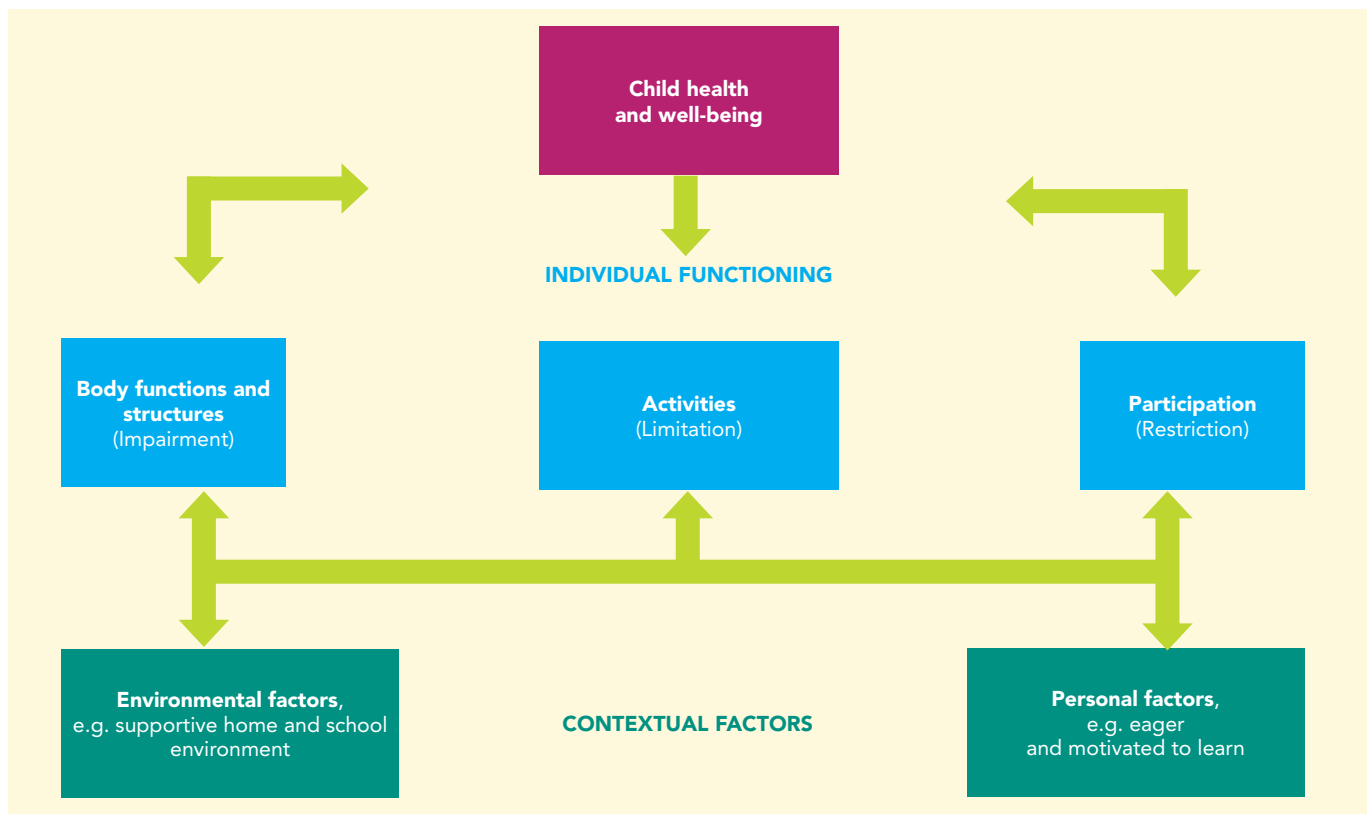 Child health
and well-being
INDIVIDUAL FUNCTIONING
Body functions and
structures
(Impairment)
Activities
(Limitation)
Participation
(Restriction)
Environmental factors,
e.g. supportive home and school
environment
CONTEXTUAL FACTORS
Personal factors,
e.g. eager
and motivated to learn